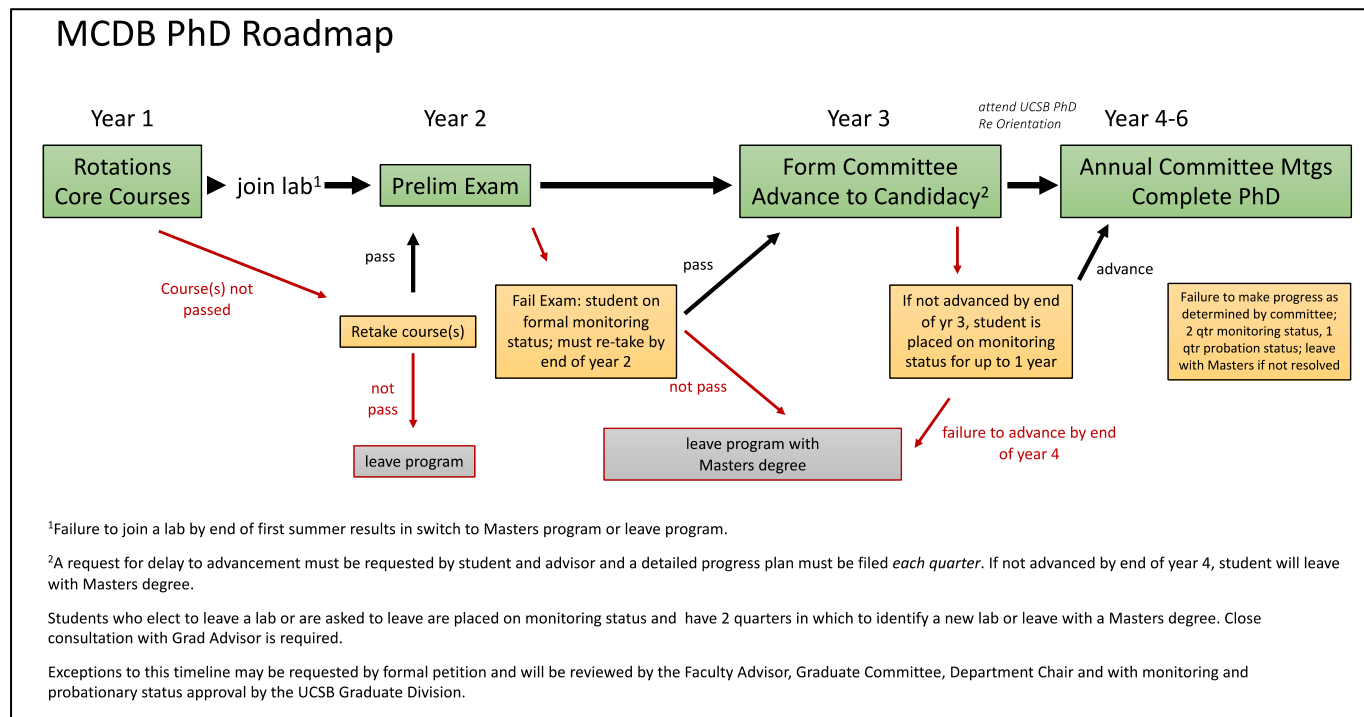 MCDB PhD Roadmap
Year 1
Year 2
Year 3
attend UCSB PhD
Re Orientation
Year 4-6
Rotations
Core Courses
join lab¹
Prelim Exam
Form Committee
Advance to Candidacy²
Annual Committee Mtgs
Complete PhD
Course(s) not
passed
pass
Retake course(s)
not
pass
leave program
Fail Exam: student on
formal monitoring
status; must re-take by
end of year 2
pass
not pass
leave program with
Masters degree
If not advanced by end
of yr 3, student is
placed on monitoring
status for up to 1 year
advance
failure to advance by end
of year 4
Failure to make progress as
determined by committee;
2 qtr monitoring status, 1
qtr probation status; leave
with Masters if not resolved
¹Failure to join a lab by end of first summer results in switch to Masters program or leave program.
²A request for delay to advancement must be requested by student and advisor and a detailed progress plan must be filed each quarter. If not advanced by end of year 4, student will leave
with Masters degree.
Students who elect to leave a lab or are asked to leave are placed on monitoring status and have 2 quarters in which to identify a new lab or leave with a Masters degree. Close
consultation with Grad Advisor is required.
Exceptions to this timeline may be requested by formal petition and will be reviewed by the Faculty Advisor, Graduate Committee, Department Chair and with monitoring and
probationary status approval by the UCSB Graduate Division.